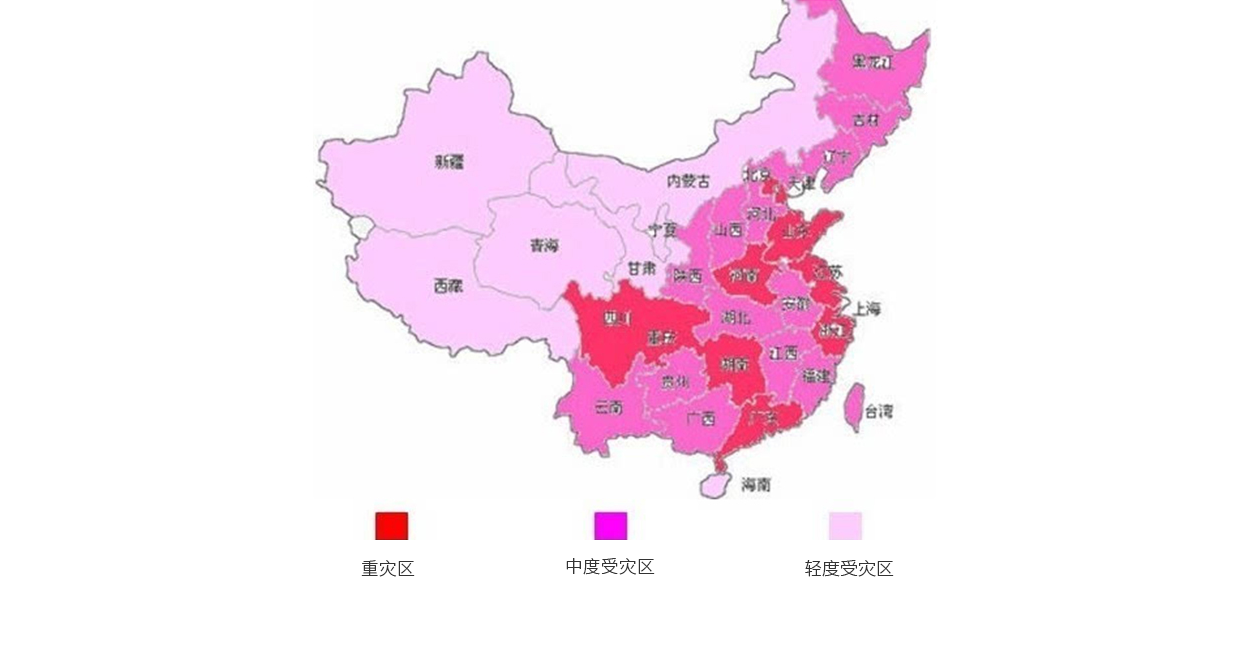 黑龙江
吉林
辽宁
新疆
内蒙古
北京
天津
河北
宁夏
山西
山东
青海
甘肃
陕西
河南
江苏
西藏
安徽
上海
四川
湖北
重庆
浙江
江西
湖南
福建
贵州
云南
广西
广东
台湾
海南
重灾区
中度受灾区
轻度受灾区